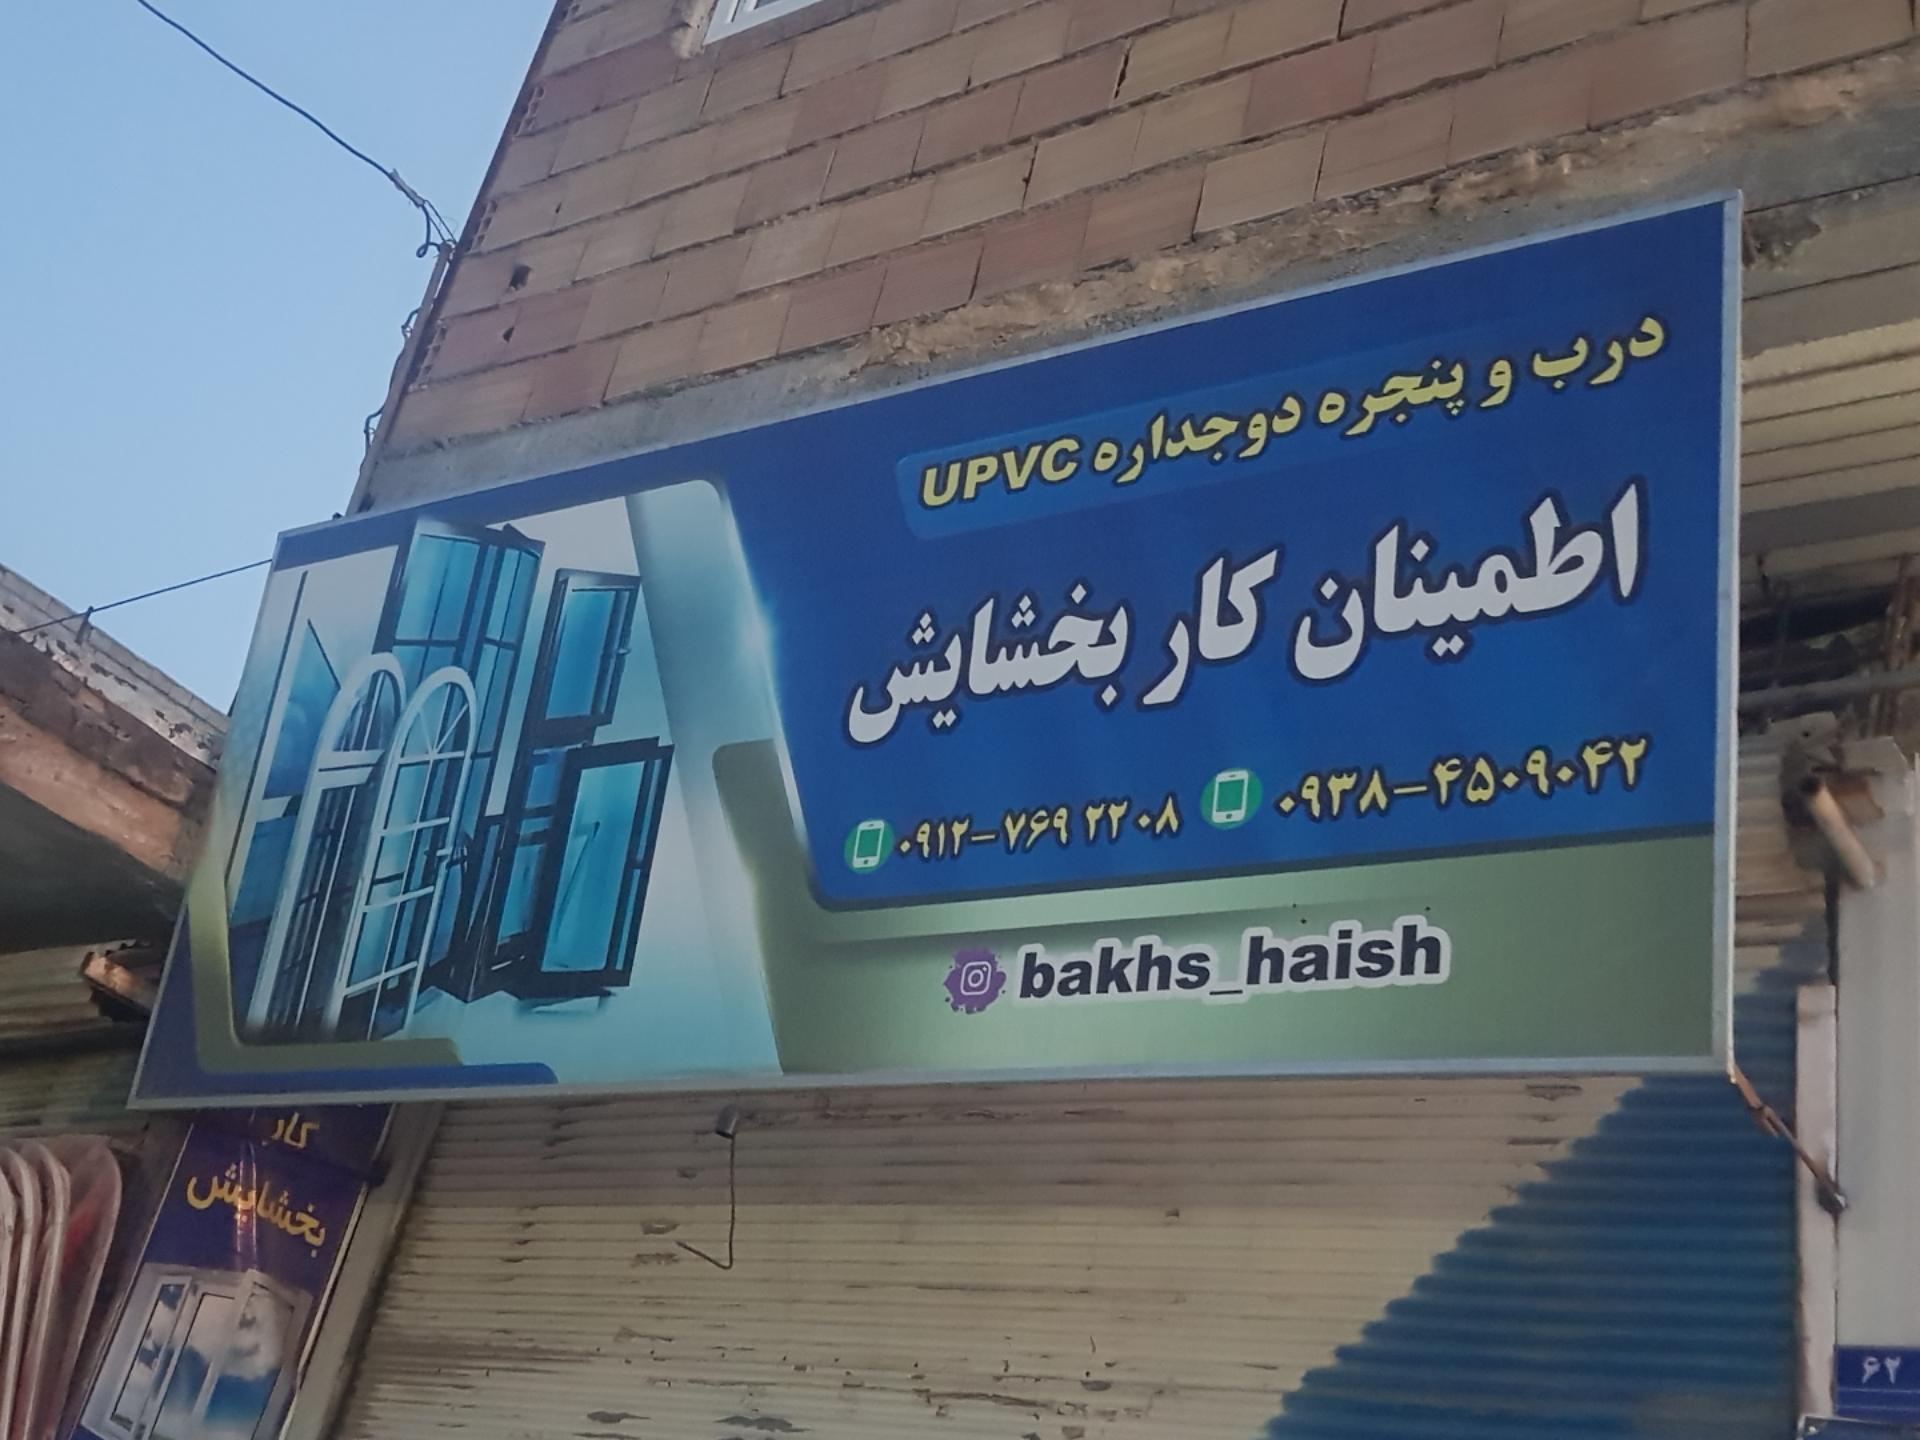 درب و پنجره دوجداره UPVC
اطمینان کار بخشایش
۰۹۳۸-۴۵۰۹۰۴۲
۰۹۱۲-۷۶۹ ۲۲۰۸
bakhs_haish
کار
بخشایش
۶۲